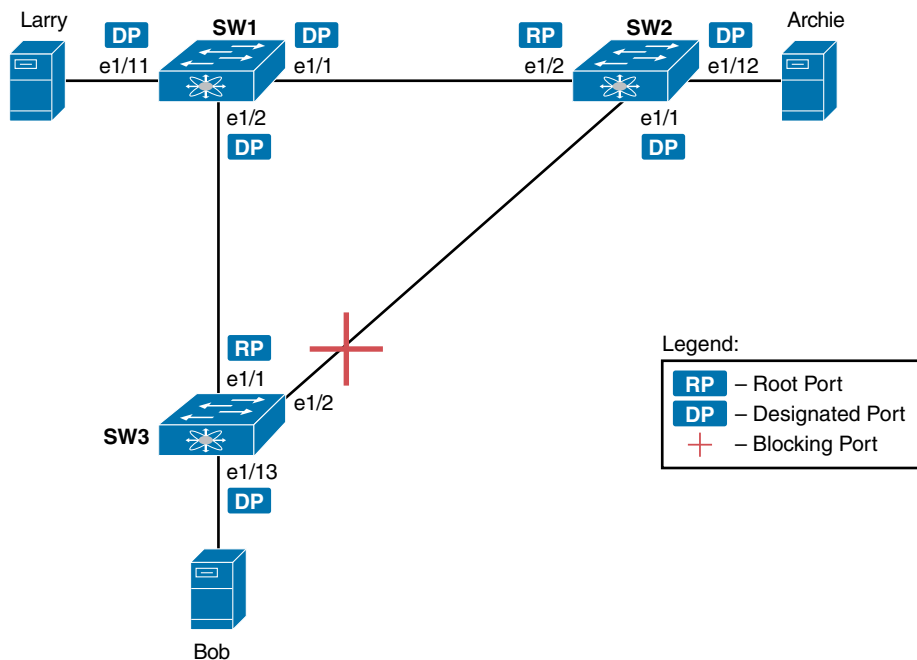 Larry
DP
SW1
DP
RP
SW2
DP
Archie
e1/11
e1/1
e1/2
e1/12
e1/2
DP
e1/1
DP
RP
e1/1
e1/2
SW3
e1/13
DP
Bob
Legend:
RP – Root Port
DP – Designated Port
– Blocking Port